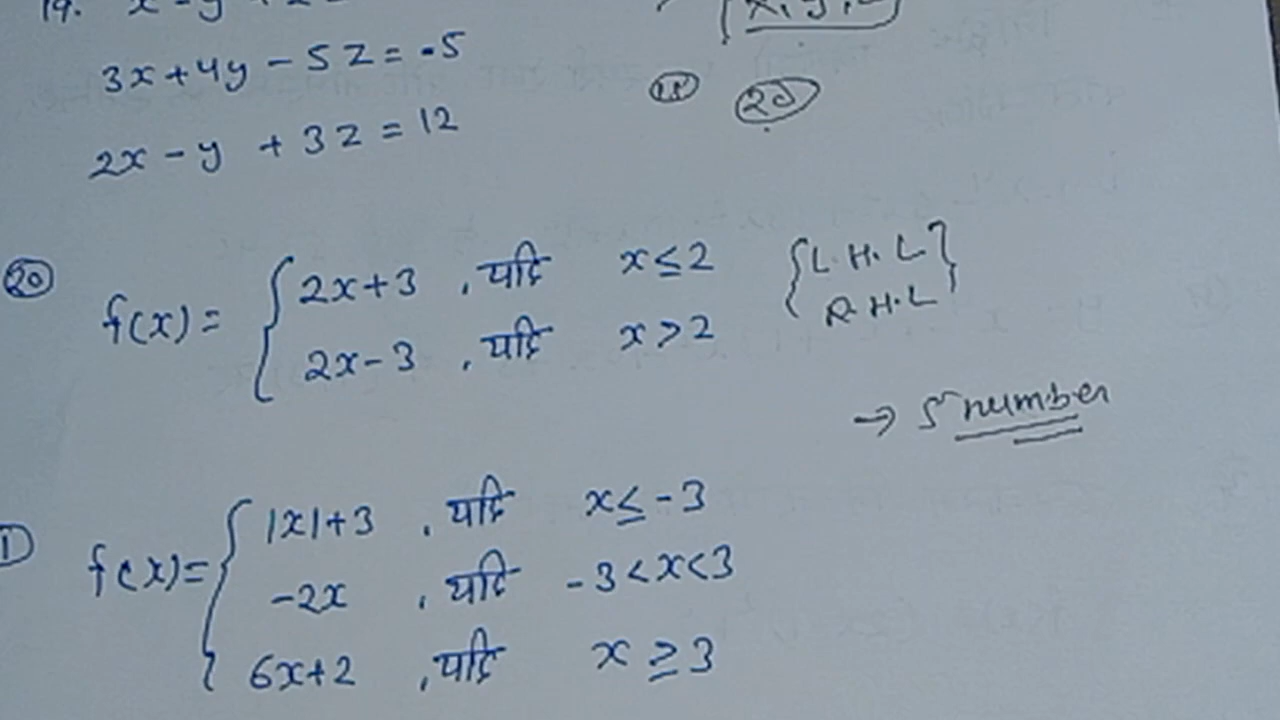 19. x - y +
3x + 4y - 5z = -5
2x - y + 3z = 12
20
f(x) = { 2x+3 , यदि x ≤ 2
2x-3 , यदि x > 2
{ L.H.L
R.H.L }
→ 5 number
f(x) = { |x|+3 , यदि x ≤ -3
-2x , यदि -3 < x < 3
6x+2 , यदि x ≥ 3